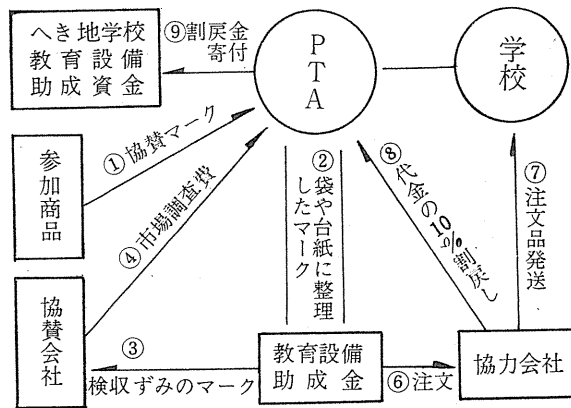 へき地学校
教育設備
助成資金
⑨割戻金
寄付
PTA
学校
①協賛マーク
参加商品
④市場調査費
②袋や台紙に整理
したマーク
⑧代金の10%割戻し
⑦注文品発送
協賛会社
③
検収ずみのマーク
教育設備
助成金
⑥注文
協力会社